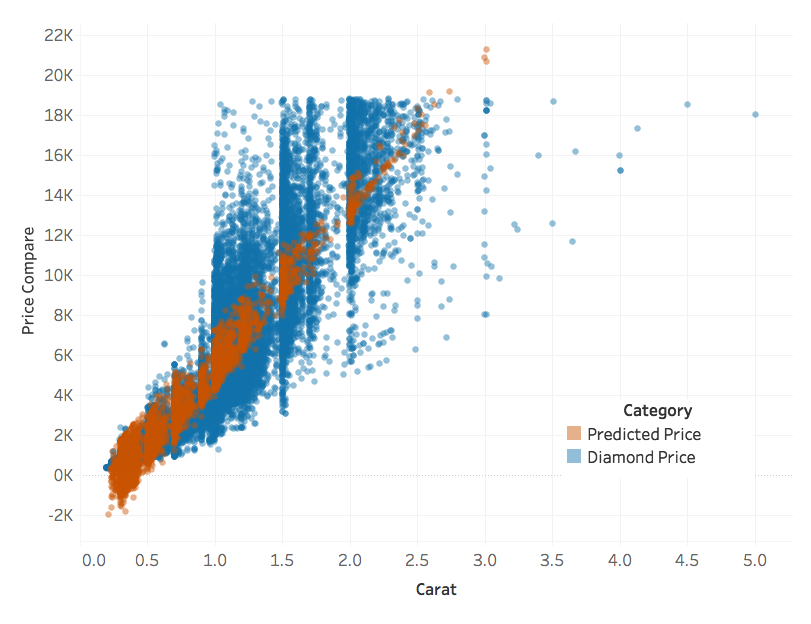 22K
20K
18K
16K
14K
12K
10K
8K
6K
4K
2K
0K
-2K
Price Compare
Category
Predicted Price
Diamond Price
0.0 0.5 1.0 1.5 2.0 2.5 3.0 3.5 4.0 4.5 5.0
Carat